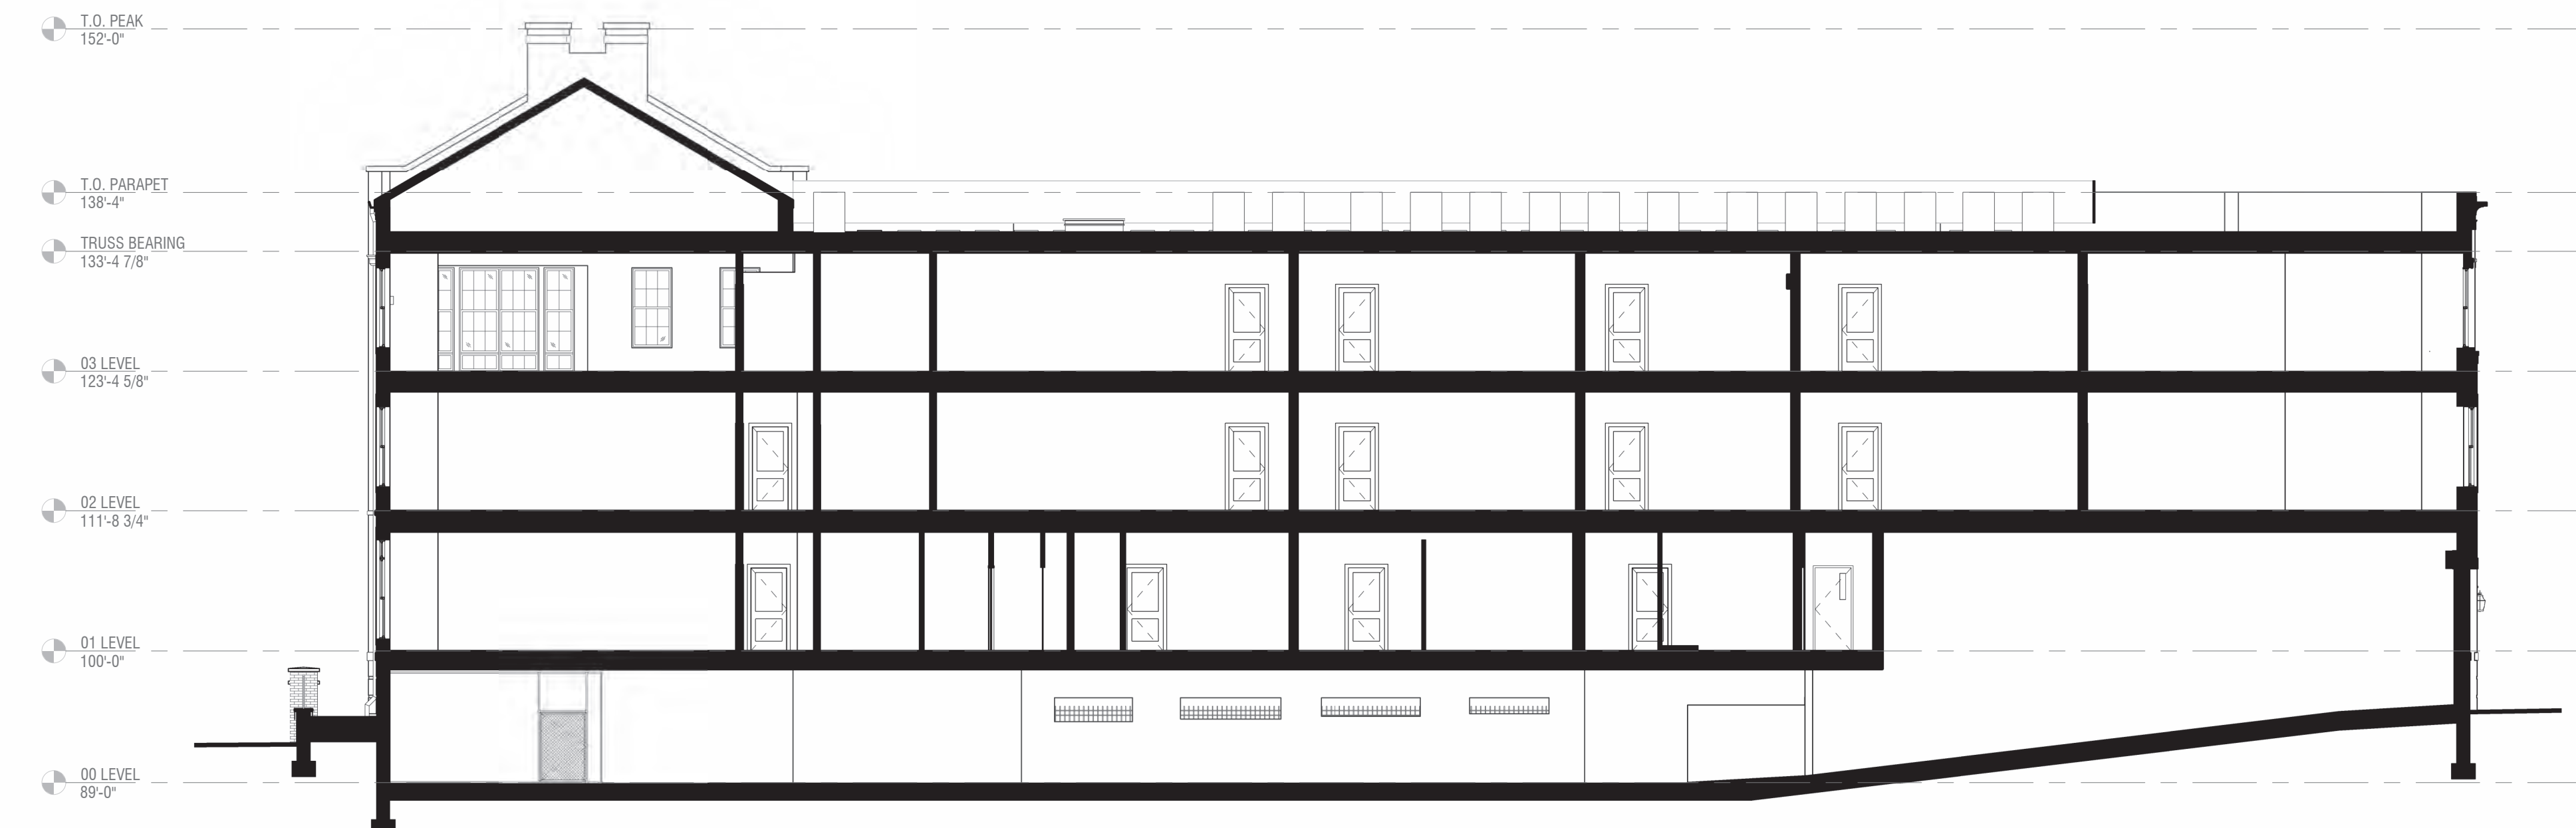 T.O. PEAK
152'-0"
T.O. PARAPET
138'-4"
TRUSS BEARING
133'-4 7/8"
03 LEVEL
123'-4 5/8"
02 LEVEL
111'-8 3/4"
01 LEVEL
100'-0"
00 LEVEL
89'-0"